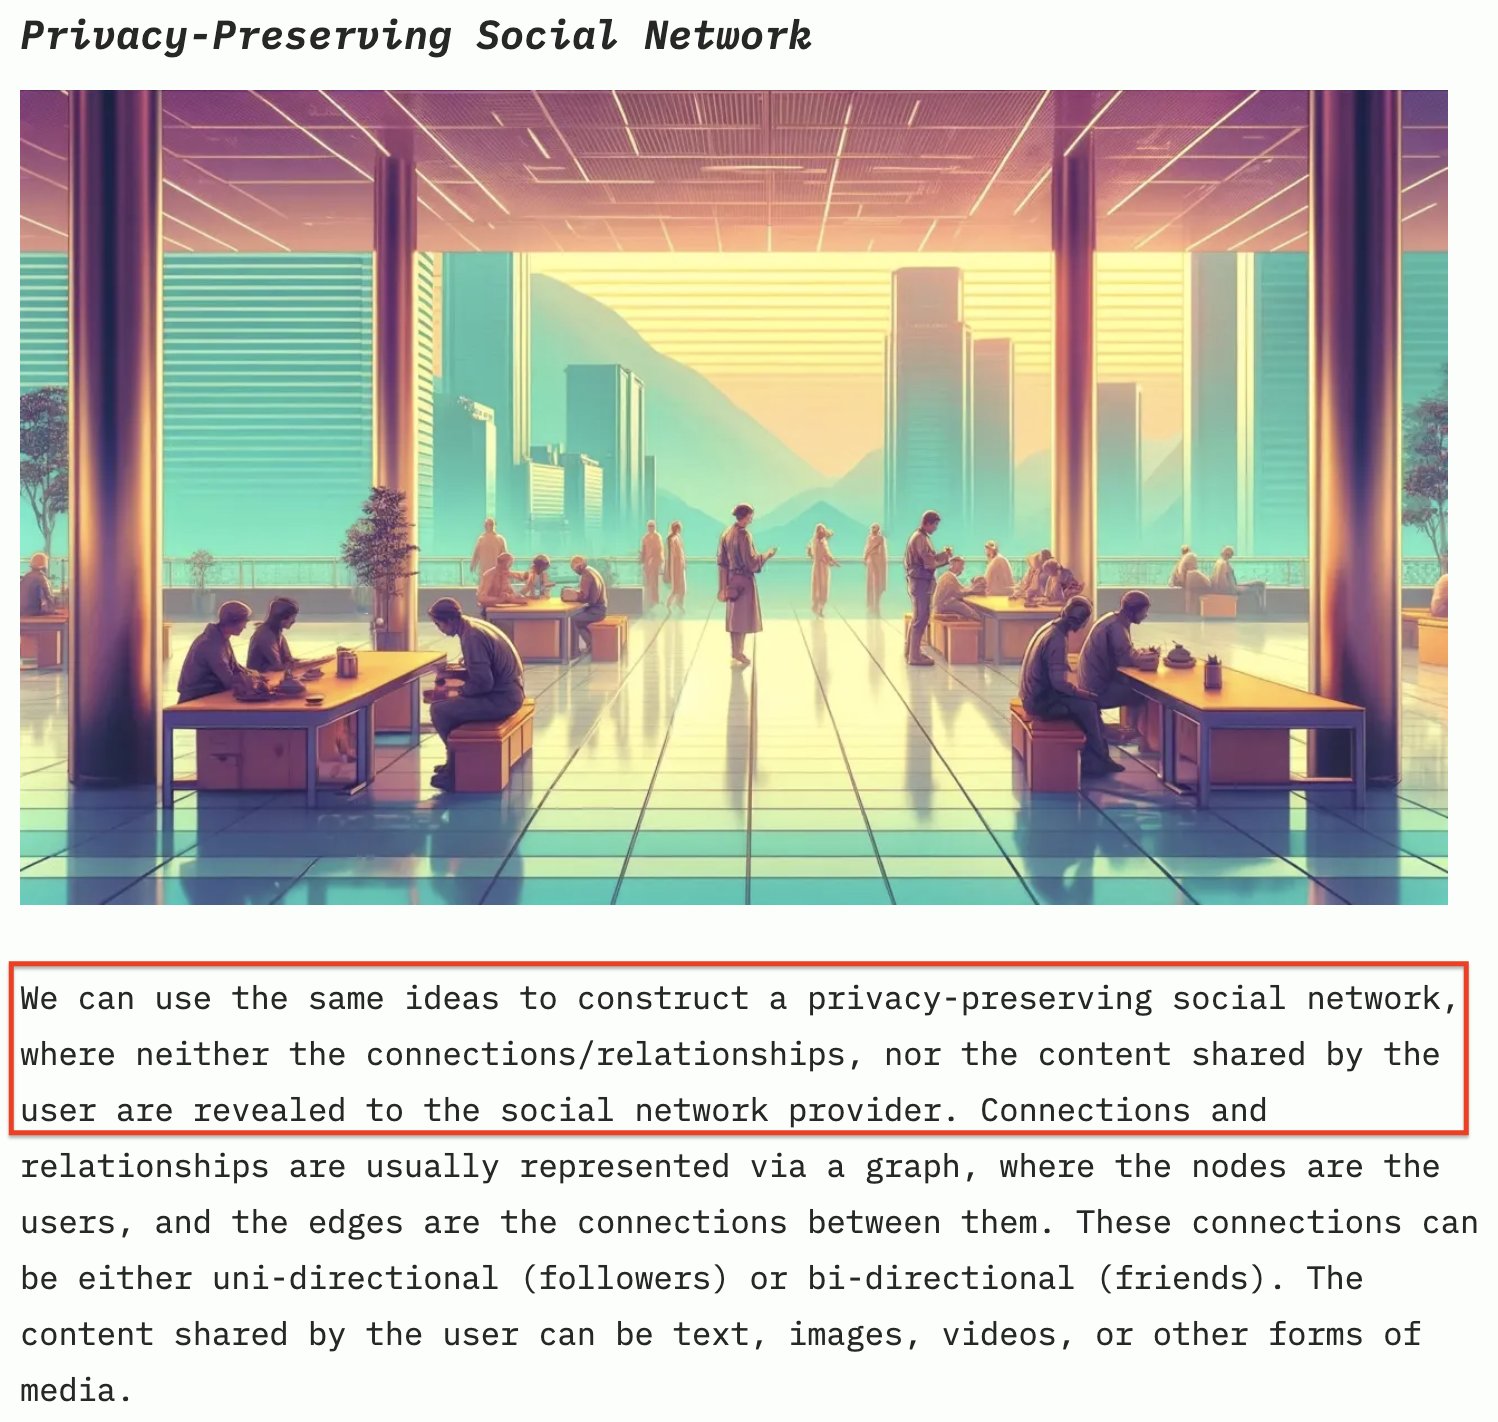 Privacy-Preserving Social Network
We can use the same ideas to construct a privacy-preserving social network,
where neither the connections/relationships, nor the content shared by the
user are revealed to the social network provider. Connections and
relationships are usually represented via a graph, where the nodes are the
users, and the edges are the connections between them. These connections can
be either uni-directional (followers) or bi-directional (friends). The
content shared by the user can be text, images, videos, or other forms of
media.